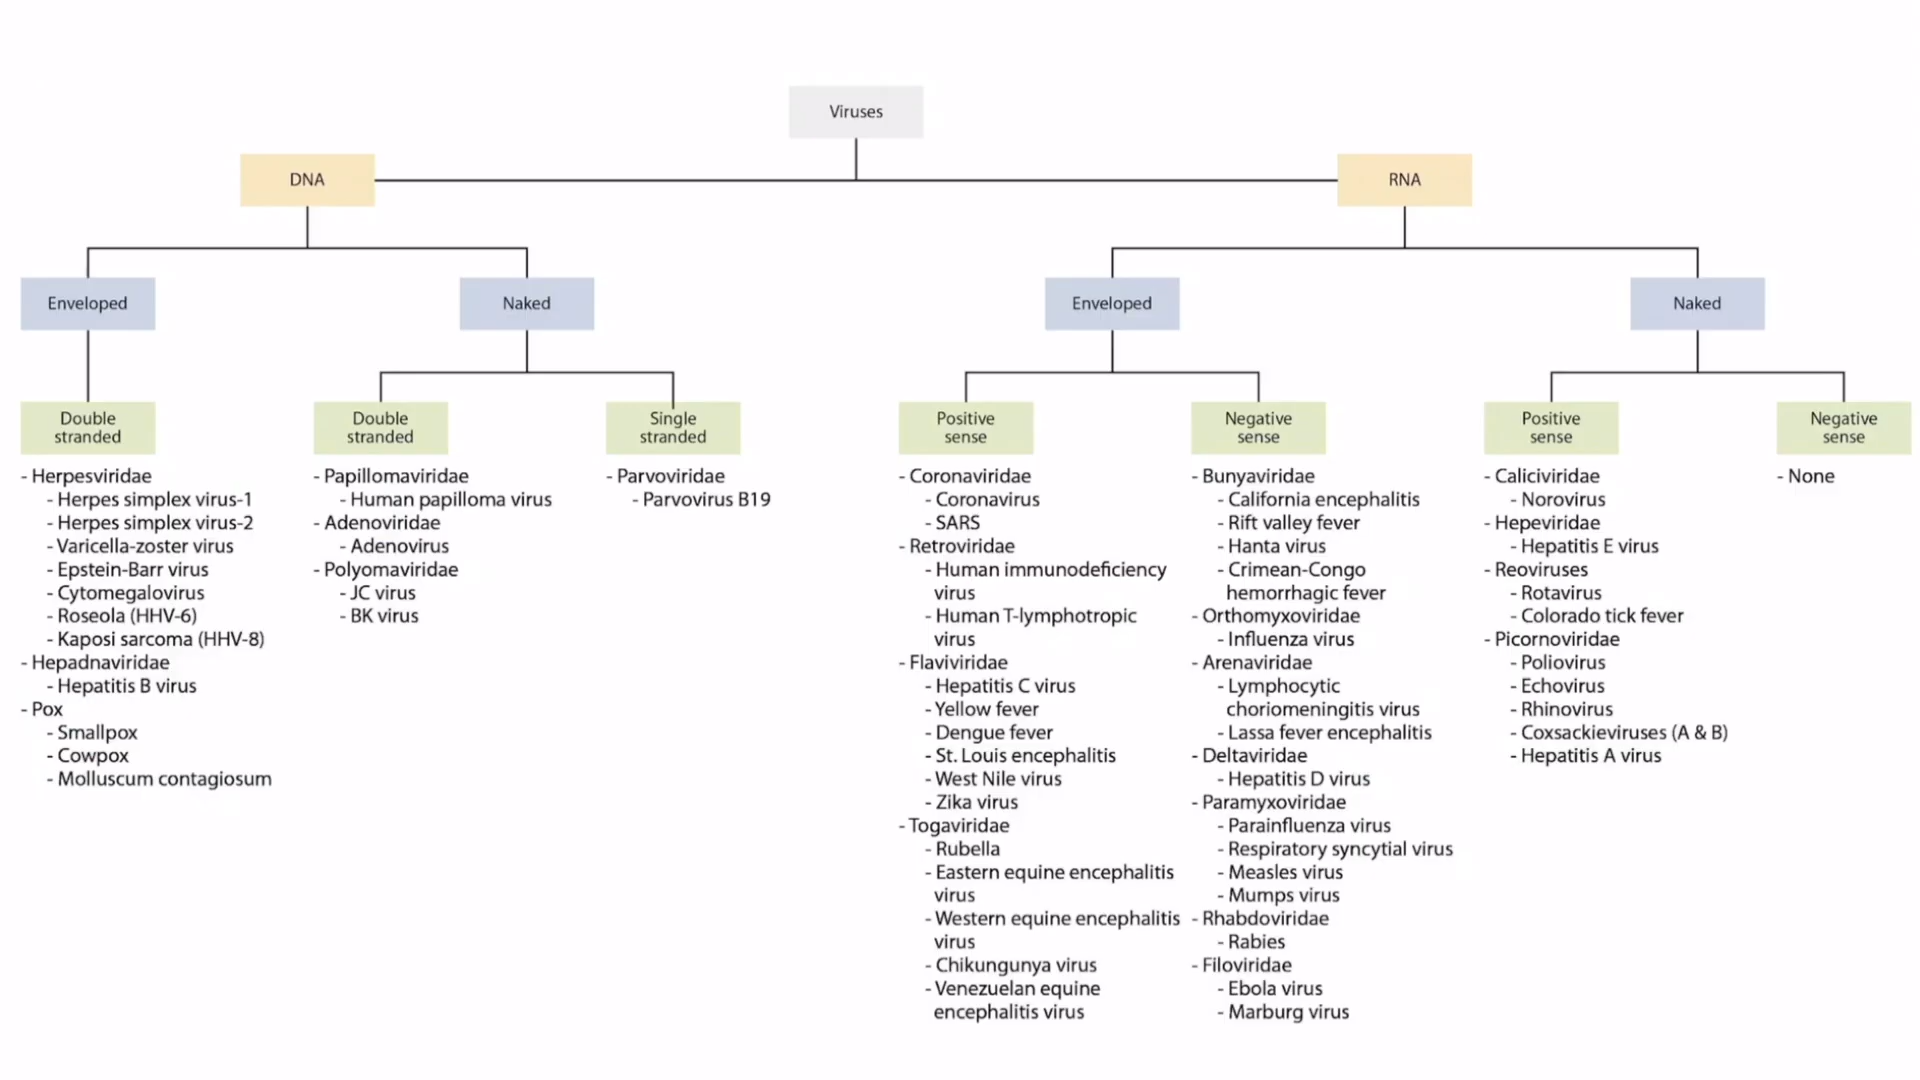 Viruses
DNA
RNA
Enveloped
Naked
Enveloped
Naked
Double
stranded
Double
stranded
Single
stranded
Positive
sense
Negative
sense
Positive
sense
Negative
sense
- Herpesviridae
- Herpes simplex virus-1
- Herpes simplex virus-2
- Varicella-zoster virus
- Epstein-Barr virus
- Cytomegalovirus
- Roseola (HHV-6)
- Kaposi sarcoma (HHV-8)
- Hepadnaviridae
- Hepatitis B virus
- Pox
- Smallpox
- Cowpox
- Molluscum contagiosum
- Papillomaviridae
- Human papilloma virus
- Adenoviridae
- Adenovirus
- Polyomaviridae
- JC virus
- BK virus
- Parvoviridae
- Parvovirus B19
- Coronaviridae
- Coronavirus
- SARS
- Retroviridae
- Human immunodeficiency
virus
- Human T-lymphotropic
virus
- Flaviviridae
- Hepatitis C virus
- Yellow fever
- Dengue fever
- St. Louis encephalitis
- West Nile virus
- Zika virus
- Togaviridae
- Rubella
- Eastern equine encephalitis
virus
- Western equine encephalitis
virus
- Chikungunya virus
- Venezuelan equine
encephalitis virus
- Bunyaviridae
- California encephalitis
- Rift valley fever
- Hanta virus
- Crimean-Congo
hemorrhagic fever
- Orthomyxoviridae
- Influenza virus
- Arenaviridae
- Lymphocytic
choriomeningitis virus
- Lassa fever encephalitis
- Deltaviridae
- Hepatitis D virus
- Paramyxoviridae
- Parainfluenza virus
- Respiratory syncytial virus
- Measles virus
- Mumps virus
- Rhabdoviridae
- Rabies
- Filoviridae
- Ebola virus
- Marburg virus
- Caliciviridae
- Norovirus
- Hepeviridae
- Hepatitis E virus
- Reoviruses
- Rotavirus
- Colorado tick fever
- Picornoviridae
- Poliovirus
- Echovirus
- Rhinovirus
- Coxsackieviruses (A & B)
- Hepatitis A virus
- None